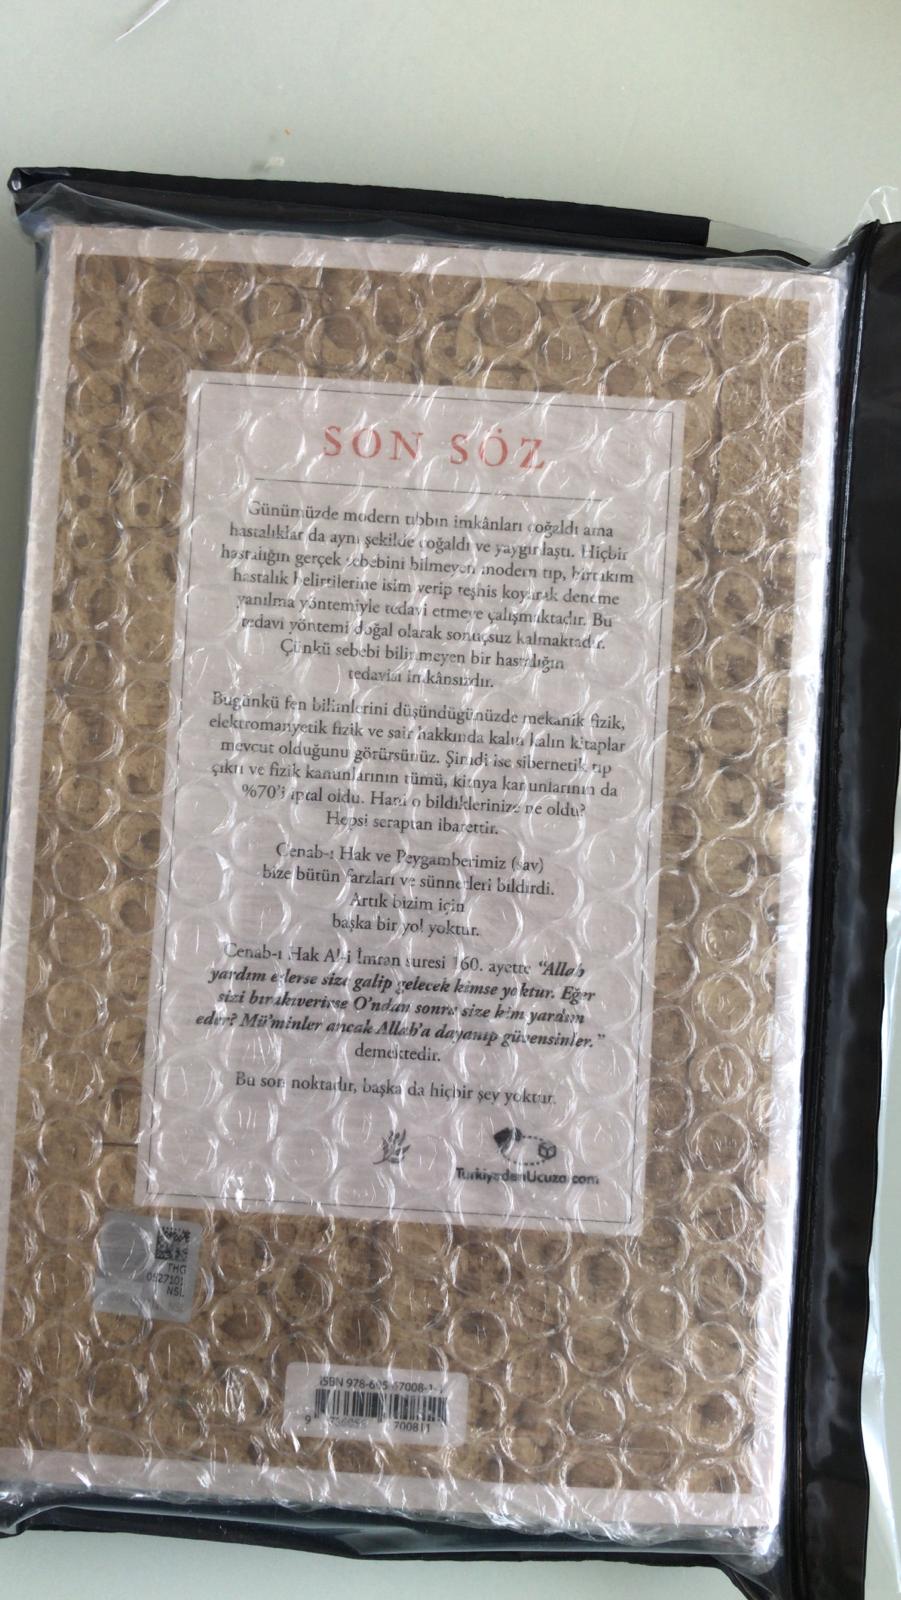 SON SÖZ
Günümüzde modern tıbbın imkânları çoğaldı ama
hastalıklar da aynı şekilde çoğaldı ve yaygınlaştı. Hiçbir
hastalığın gerçek sebebini bilmeyen modern tıp, birtakım
hastalık belirtilerine isim verip teşhis koyarak deneme
yanılma yöntemiyle tedavi etmeye çalışmaktadır. Bu
tedavi yöntemi doğal olarak sonuçsuz kalmaktadır.
Çünkü sebebi bilinmeyen bir hastalığın
tedavisi imkânsızdır.
Bugünkü fen bilimlerini düşündüğünüzde mekanik fizik,
elektromanyetik fizik ve sair hakkında kalın kalın kitaplar
mevcut olduğunu görürsünüz. Şimdi ise sibernetik tıp
çıktı ve fizik kanunlarının tümü, kimya kanunlarının da
%70'i iptal oldu. Hani o bildiklerinize ne oldu?
Hepsi seraptan ibarettir.
Cenab-ı Hak ve Peygamberimiz (sav)
bize bütün farzları ve sünnetleri bildirdi.
Artık bizim için
başka bir yol yoktur.
Cenab-ı Hak Al-i İmran suresi 160. ayette "Allah
yardım ederse size galip gelecek kimse yoktur. Eğer
sizi bırakıverirse O'ndan sonra size kim yardım
eder? Mü'minler ancak Allah'a dayanıp güvensinler."
demektedir.
Bu son noktadır, başka da hiçbir şey yoktur.
TurkiyedenUcuza.com
THG
0527101
NSL
ISBN 978-605-67008-1-1
9 700811